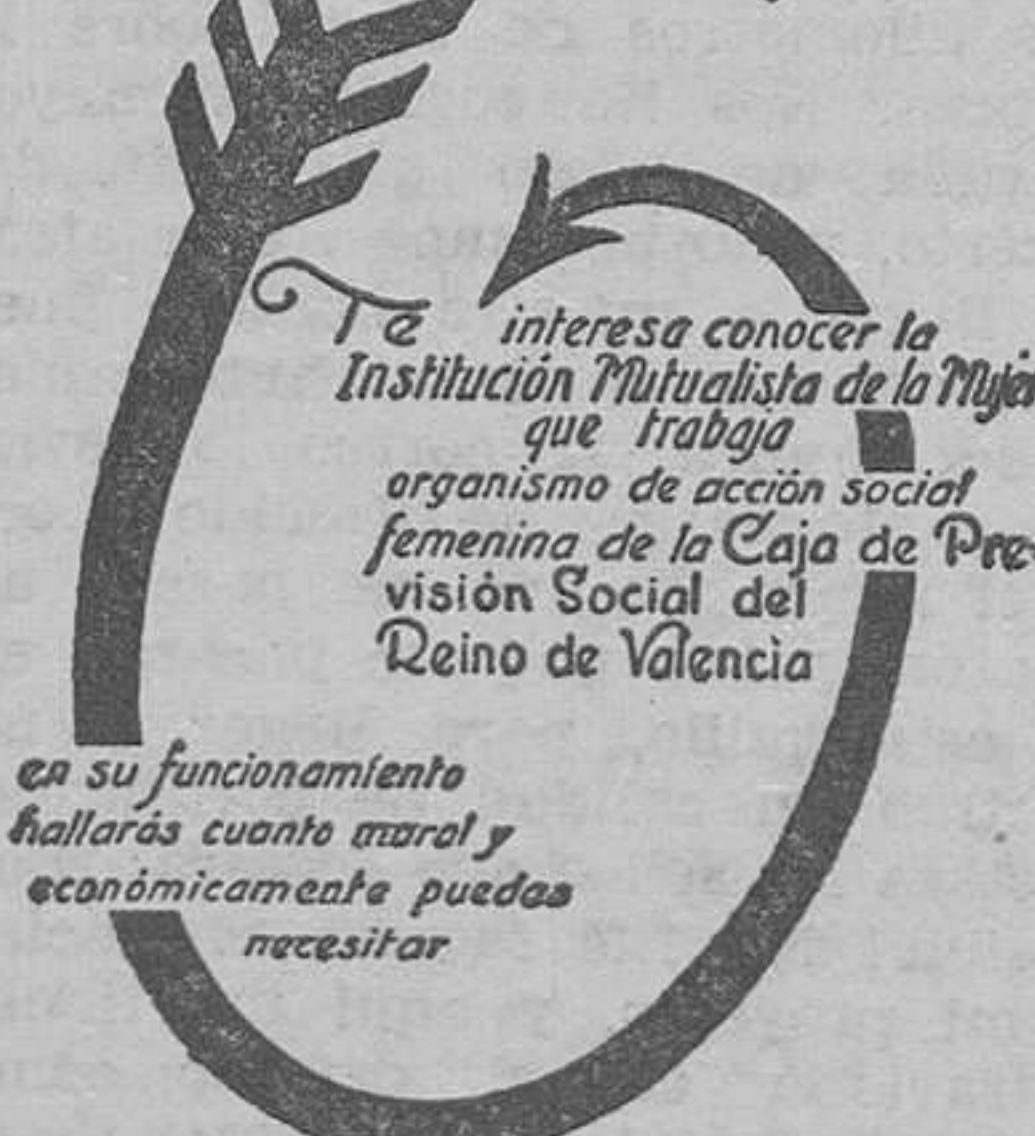 Te interesa conocer la
Institución Mutualista de la Mujer
que trabaja
organismo de acción social
femenina de la Caja de Pre-
visión Social del
Reino de Valencia
en su funcionamiento
hallarás cuanto moral y
económicamente puedas
necesitar